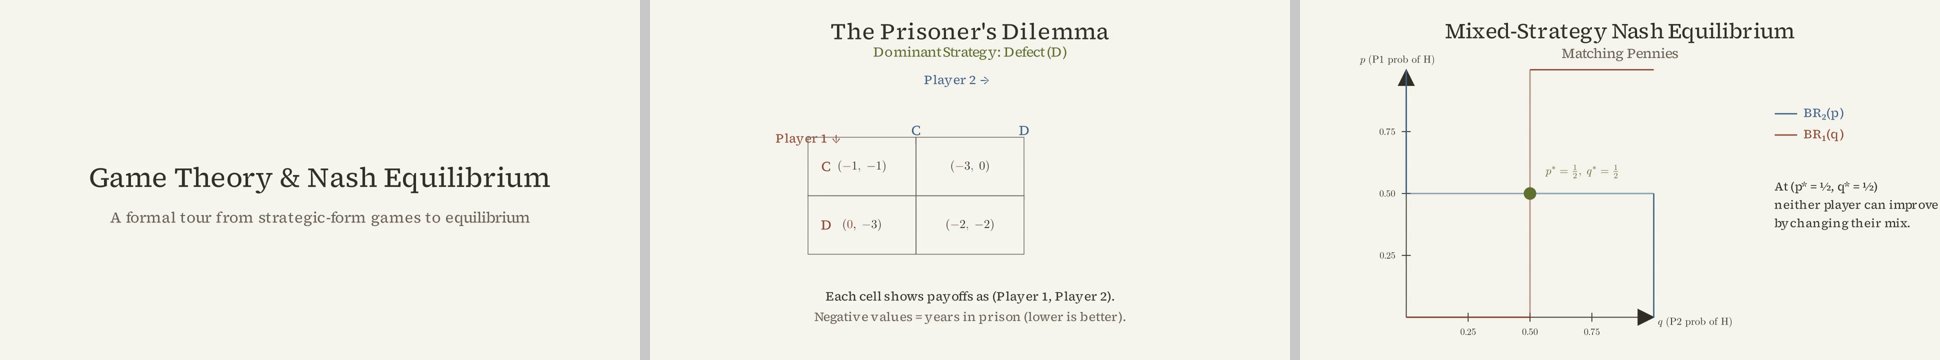 Game Theory & Nash Equilibrium
A formal tour from strategic-form games to equilibrium
The Prisoner's Dilemma
Dominant Strategy: Defect (D)
Player 2 →
Player 1 ↓
C D
C (−1, −1) (−3, 0)
D (0, −3) (−2, −2)
Each cell shows payoffs as (Player 1, Player 2).
Negative values = years in prison (lower is better).
Mixed-Strategy Nash Equilibrium
Matching Pennies
p (P1 prob of H)
0.75
0.50
0.25
0.25 0.50 0.75
q (P2 prob of H)
p* = 1/2, q* = 1/2
BR₂(p)
BR₁(q)
At (p* = ½, q* = ½)
neither player can improve
by changing their mix.